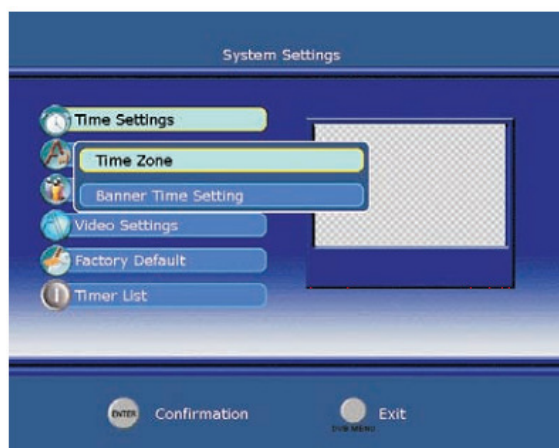 System Settings
Time Settings
Time Zone
Banner Time Setting
Video Settings
Factory Default
Timer List
ENTER Confirmation
Exit
DVB MENU